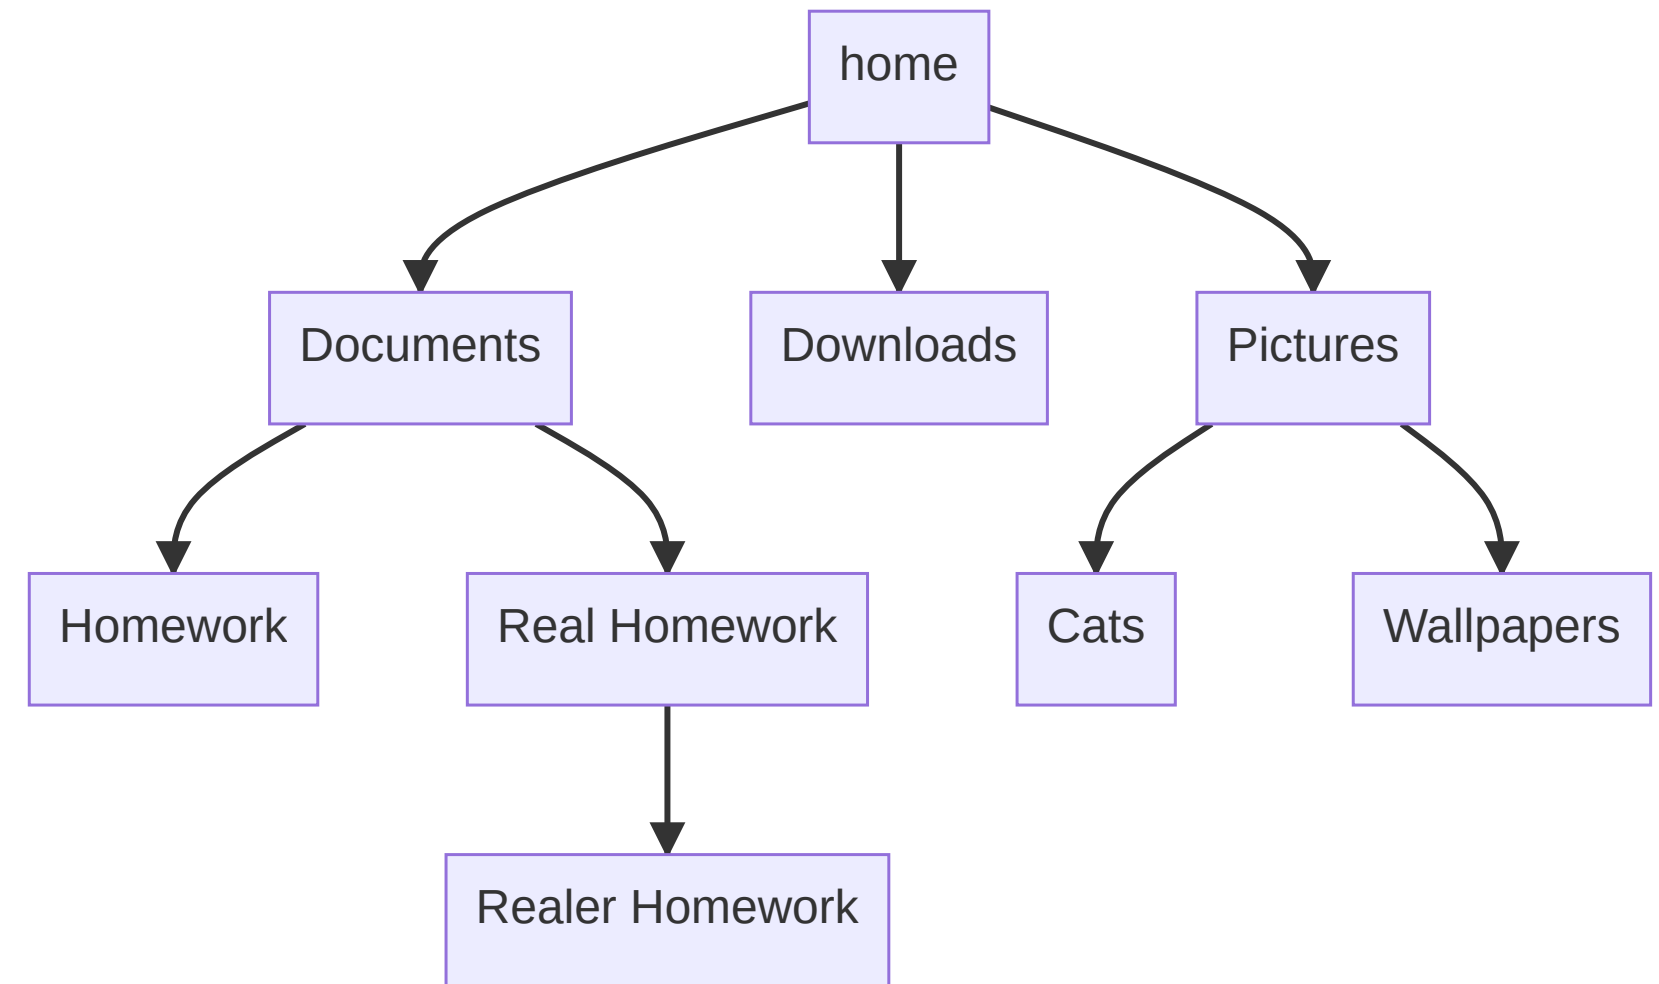 home
Documents
Downloads
Pictures
Homework
Real Homework
Cats
Wallpapers
Realer Homework